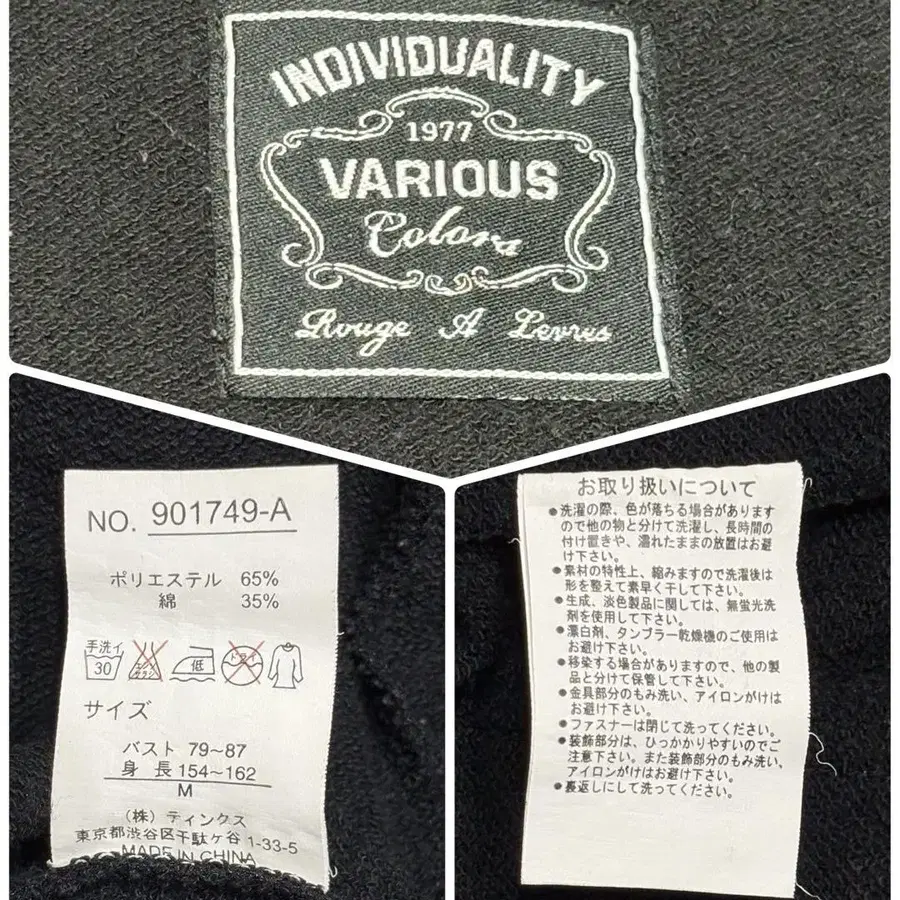 INDIVIDUALITY
1977
VARIOUS
Colors
Rouge A Levres
NO. 901749-A
ポリエステル 65%
綿 35%
手洗イ
30
エンソ
サラシ
低
ドライ
サイズ
バスト 79~87
身 長 154~162
M
(株) ティンクス
東京都渋谷区千駄ヶ谷 1-33-5
MADE IN CHINA
お取り扱いについて
●洗濯の際、色が落ちる場合があります
ので他の物と分けて洗濯し、長時間の
付け置きや、濡れたままの放置はお避
け下さい。
●素材の特性上、縮みますので洗濯後は
形を整えて素早く干して下さい。
●生成、淡色製品に関しては、無蛍光洗
剤を使用して下さい。
●漂白剤、タンブラー乾燥機のご使用は
お避け下さい。
●移染する場合がありますので、他の製
品と分けて保管して下さい。
●金具部分のもみ洗い、アイロンがけは
お避け下さい。
●ファスナーは閉じて洗ってください。
●装飾部分は、ひっかかりやすいのでご
注意下さい。また装飾部分のもみ洗い、
アイロンがけはお避け下さい。
●裏返しにして洗ってください。